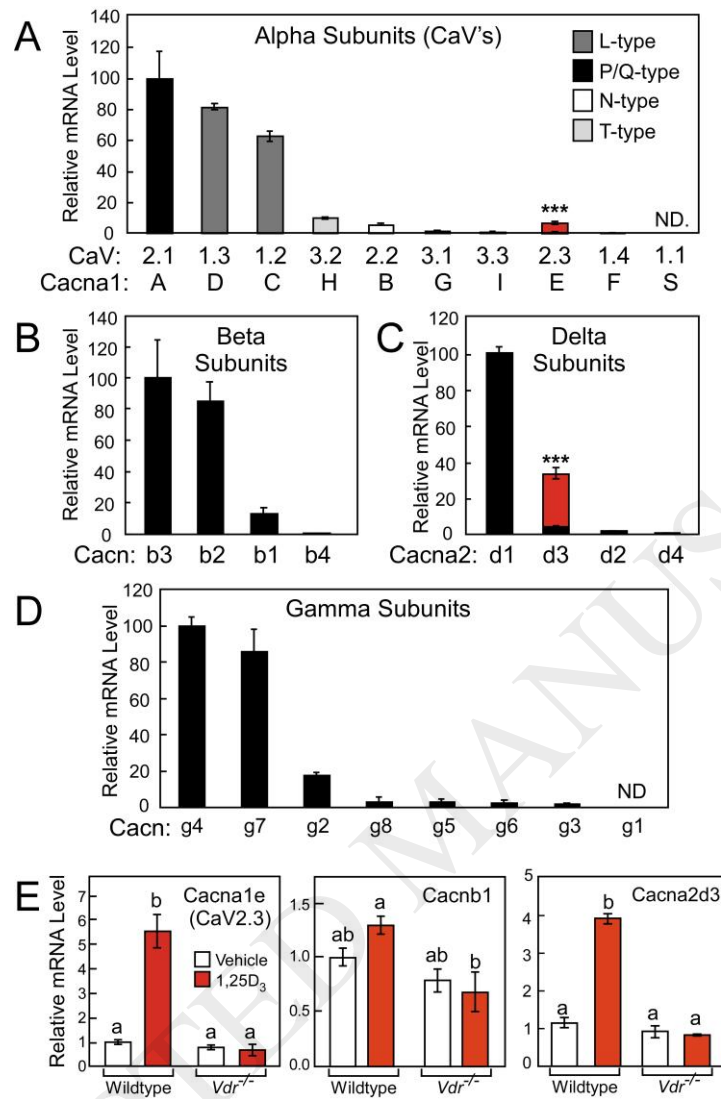 A
Alpha Subunits (CaV's)
L-type
P/Q-type
N-type
T-type
Relative mRNA Level
140
120
100
80
60
40
20
0
***
ND.
CaV: 2.1 1.3 1.2 3.2 2.2 3.1 3.3 2.3 1.4 1.1
Cacna1: A D C H B G I E F S
B
Beta
Subunits
Relative mRNA Level
140
120
100
80
60
40
20
0
Cacn: b3 b2 b1 b4
C
Delta
Subunits
Relative mRNA Level
120
100
80
60
40
20
0
***
Cacna2: d1 d3 d2 d4
D
Gamma Subunits
Relative mRNA Level
120
100
80
60
40
20
0
ND
Cacn: g4 g7 g2 g8 g5 g6 g3 g1
E
Relative mRNA Level
7
6
5
4
3
2
1
0
Cacna1e
(CaV2.3)
Vehicle
1,25D3
a b a a
Wildtype Vdr-/-
Cacnb1
1.5
1.0
0.5
0.0
ab a ab b
Wildtype Vdr-/-
Cacna2d3
5
4
3
2
1
0
a b a a
Wildtype Vdr-/-
TED MANUS